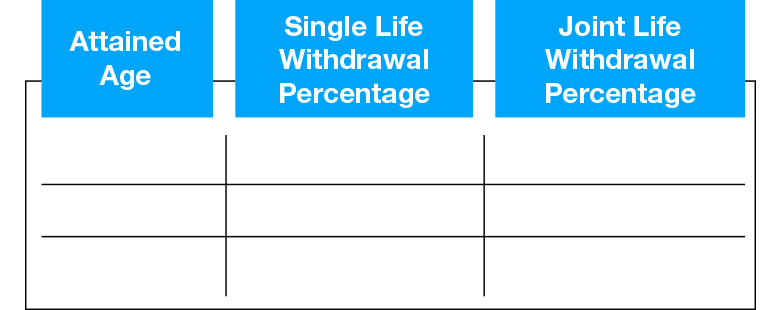 Attained
Age
Single Life
Withdrawal
Percentage
Joint Life
Withdrawal
Percentage